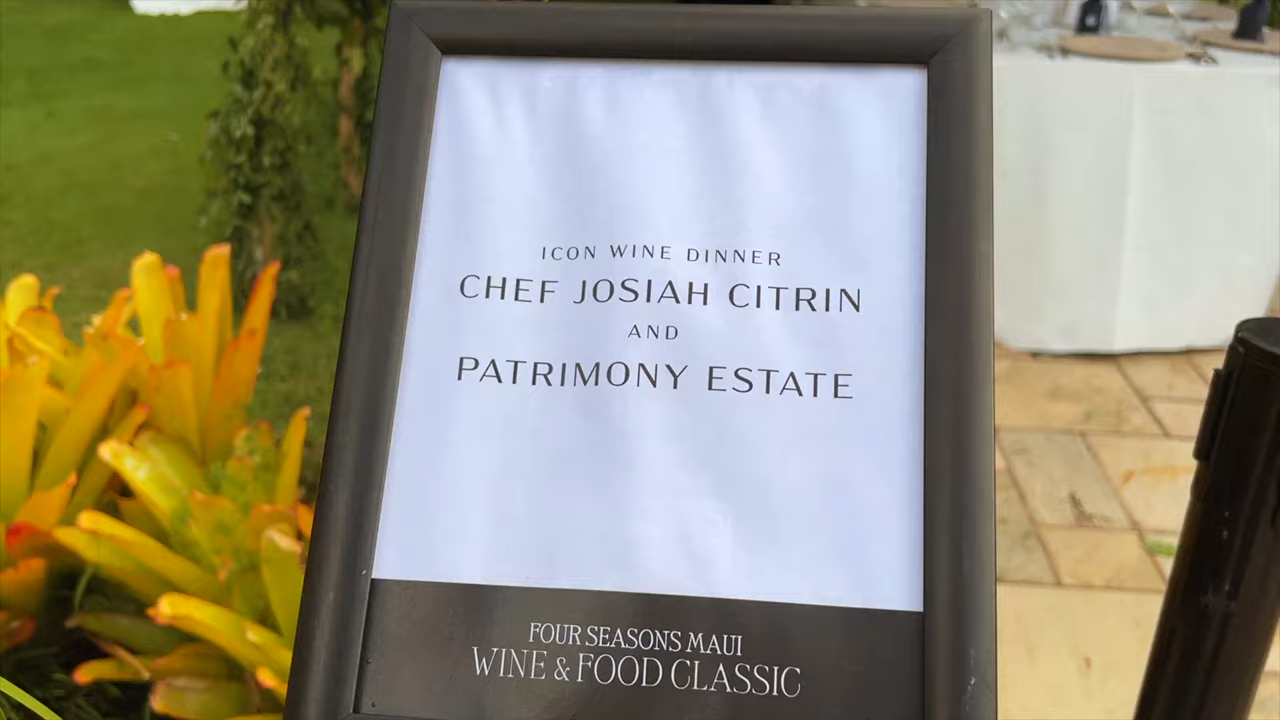 ICON WINE DINNER
CHEF JOSIAH CITRIN
AND
PATRIMONY ESTATE
FOUR SEASONS MAUI
WINE & FOOD CLASSIC